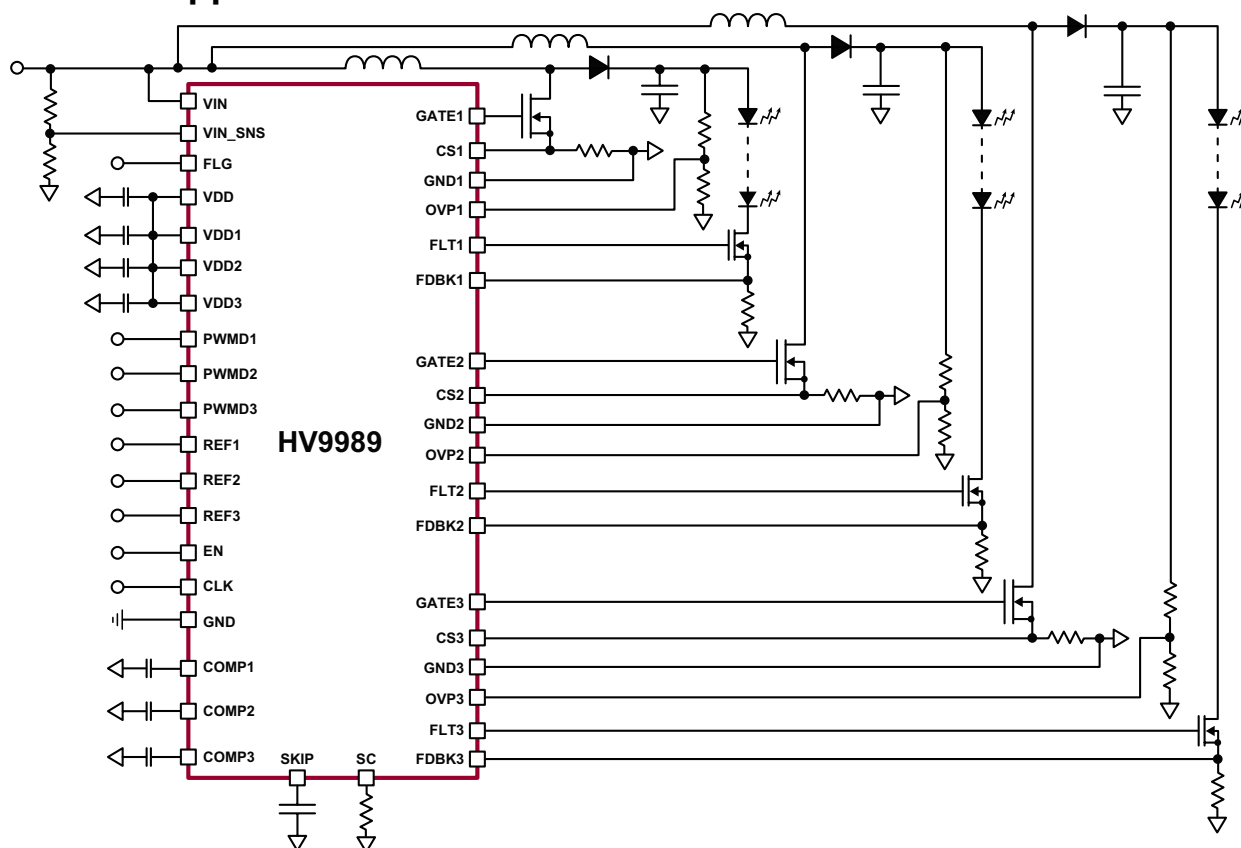 VIN
VIN_SNS
FLG
VDD
VDD1
VDD2
VDD3
PWMD1
PWMD2
PWMD3
REF1
REF2
REF3
EN
CLK
GND
COMP1
COMP2
COMP3
HV9989
SKIP
SC
GATE1
CS1
GND1
OVP1
FLT1
FDBK1
GATE2
CS2
GND2
OVP2
FLT2
FDBK2
GATE3
CS3
GND3
OVP3
FLT3
FDBK3